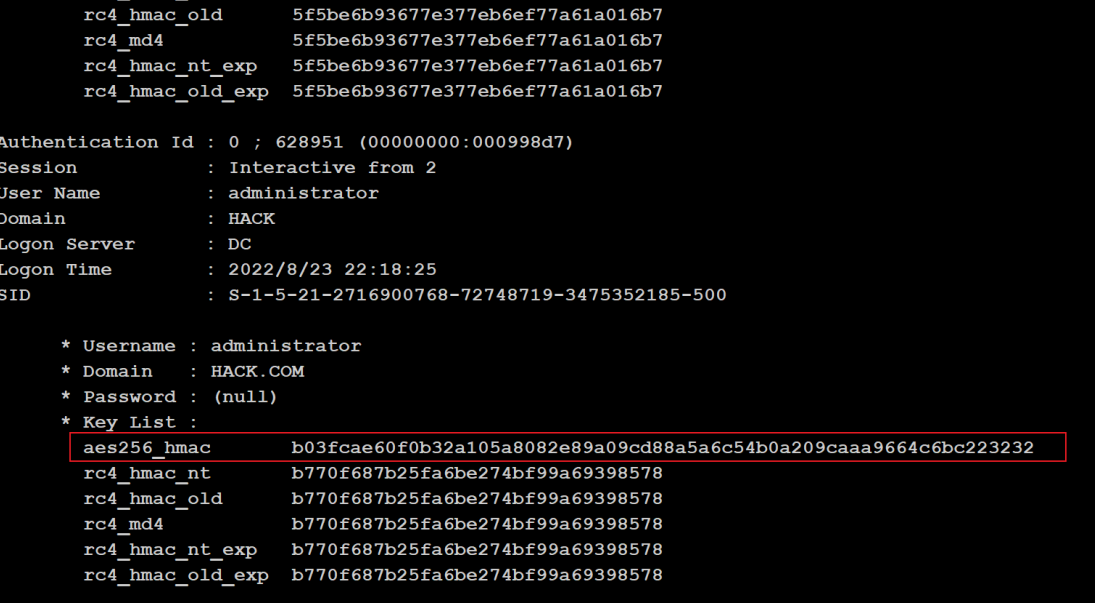 rc4_hmac_old 5f5be6b93677e377eb6ef77a61a016b7
rc4_md4 5f5be6b93677e377eb6ef77a61a016b7
rc4_hmac_nt_exp 5f5be6b93677e377eb6ef77a61a016b7
rc4_hmac_old_exp 5f5be6b93677e377eb6ef77a61a016b7
Authentication Id : 0 ; 628951 (00000000:000998d7)
Session : Interactive from 2
User Name : administrator
Domain : HACK
Logon Server : DC
Logon Time : 2022/8/23 22:18:25
SID : S-1-5-21-2716900768-72748719-3475352185-500
* Username : administrator
* Domain : HACK.COM
* Password : (null)
* Key List :
aes256_hmac b03fcae60f0b32a105a8082e89a09cd88a5a6c54b0a209caaa9664c6bc223232
rc4_hmac_nt b770f687b25fa6be274bf99a69398578
rc4_hmac_old b770f687b25fa6be274bf99a69398578
rc4_md4 b770f687b25fa6be274bf99a69398578
rc4_hmac_nt_exp b770f687b25fa6be274bf99a69398578
rc4_hmac_old_exp b770f687b25fa6be274bf99a69398578